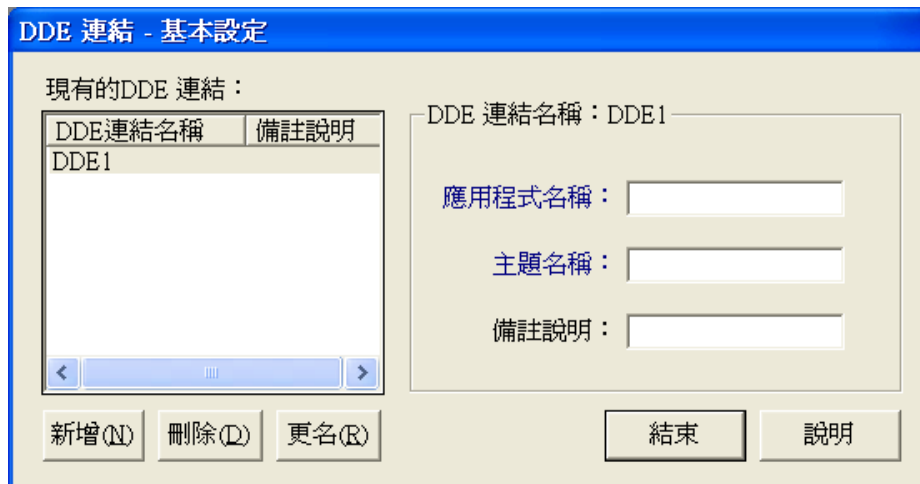 DDE 連結 - 基本設定
現有的DDE 連結：
DDE連結名稱 備註說明
DDE1
DDE 連結名稱：DDE1
應用程式名稱：
主題名稱：
備註說明：
新增(N) 刪除(D) 更名(R) 結束 說明